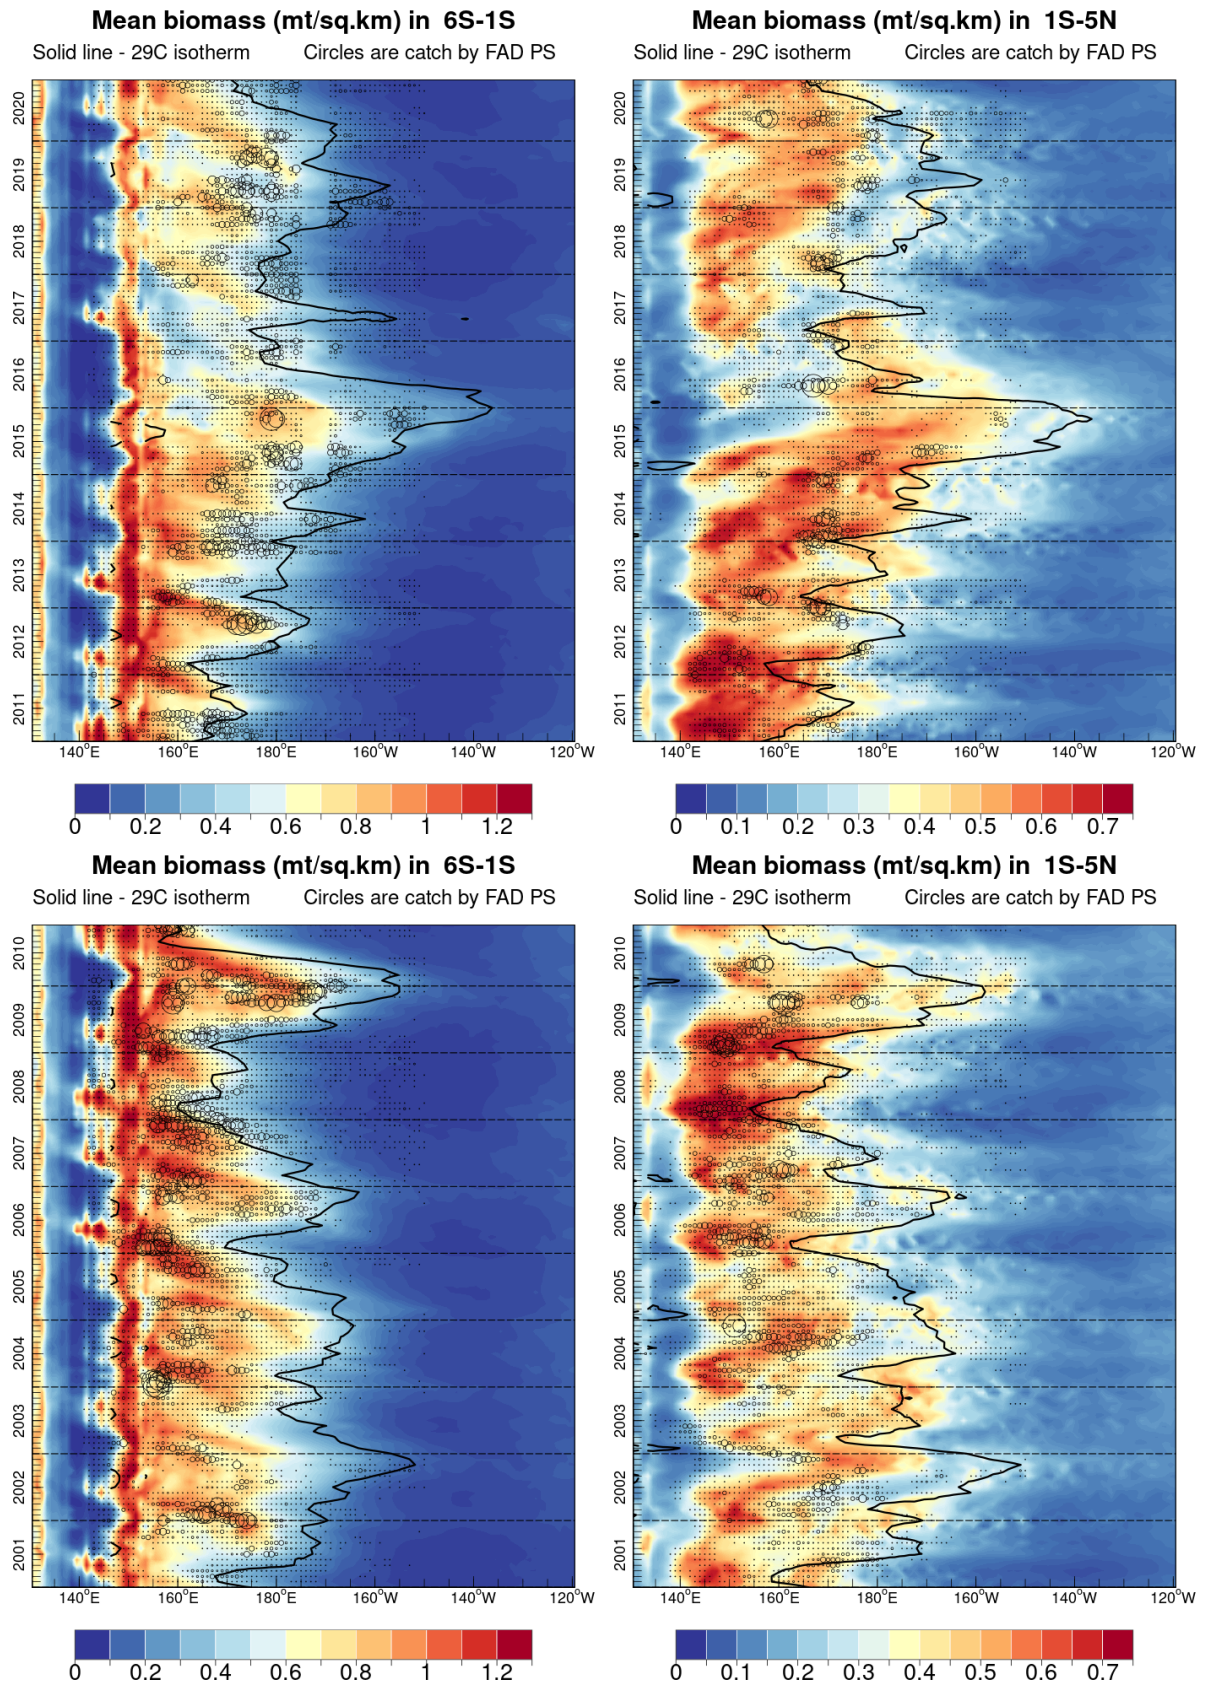 Mean biomass (mt/sq.km) in 6S-1S
Solid line - 29C isotherm Circles are catch by FAD PS
2020
2019
2018
2017
2016
2015
2014
2013
2012
2011
140°E 160°E 180°E 160°W 140°W 120°W
0 0.2 0.4 0.6 0.8 1 1.2
Mean biomass (mt/sq.km) in 1S-5N
Solid line - 29C isotherm Circles are catch by FAD PS
2020
2019
2018
2017
2016
2015
2014
2013
2012
2011
140°E 160°E 180°E 160°W 140°W 120°W
0 0.1 0.2 0.3 0.4 0.5 0.6 0.7
Mean biomass (mt/sq.km) in 6S-1S
Solid line - 29C isotherm Circles are catch by FAD PS
2010
2009
2008
2007
2006
2005
2004
2003
2002
2001
140°E 160°E 180°E 160°W 140°W 120°W
0 0.2 0.4 0.6 0.8 1 1.2
Mean biomass (mt/sq.km) in 1S-5N
Solid line - 29C isotherm Circles are catch by FAD PS
2010
2009
2008
2007
2006
2005
2004
2003
2002
2001
140°E 160°E 180°E 160°W 140°W 120°W
0 0.1 0.2 0.3 0.4 0.5 0.6 0.7